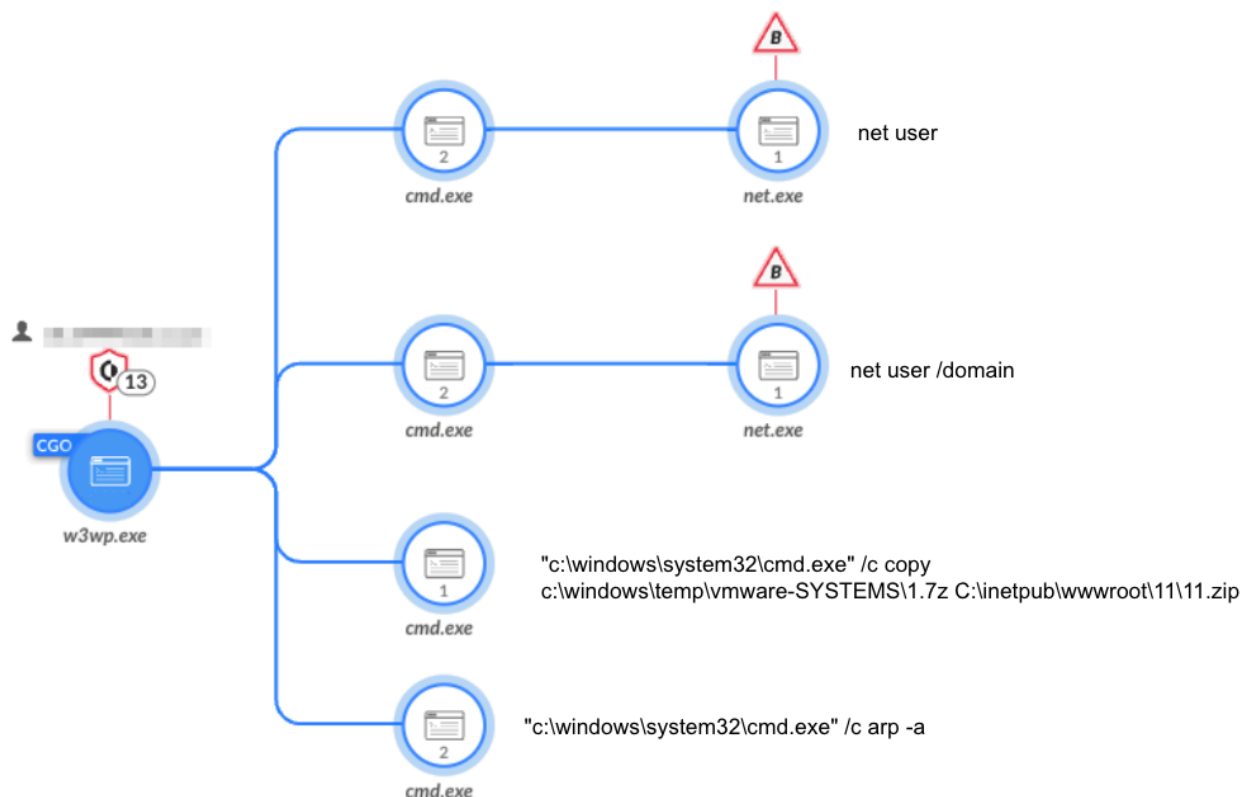 B
2
1
cmd.exe
net.exe
net user
B
2
1
cmd.exe
net.exe
net user /domain
13
CGO
w3wp.exe
1
cmd.exe
"c:\windows\system32\cmd.exe" /c copy
c:\windows\temp\vmware-SYSTEMS\1.7z C:\inetpub\wwwroot\11\11.zip
2
cmd.exe
"c:\windows\system32\cmd.exe" /c arp -a